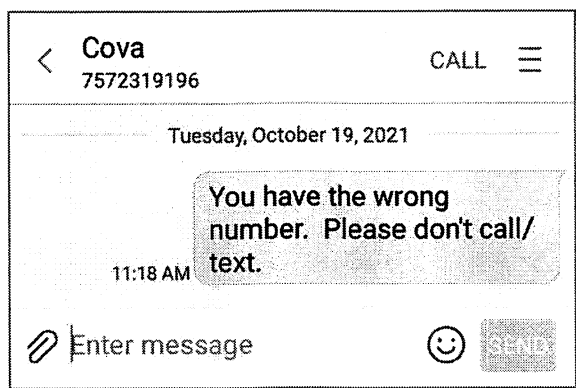 Cova
CALL
7572319196
Tuesday, October 19, 2021
You have the wrong
number.  Please don't call/
text.
11:18 AM
Enter message
SEND